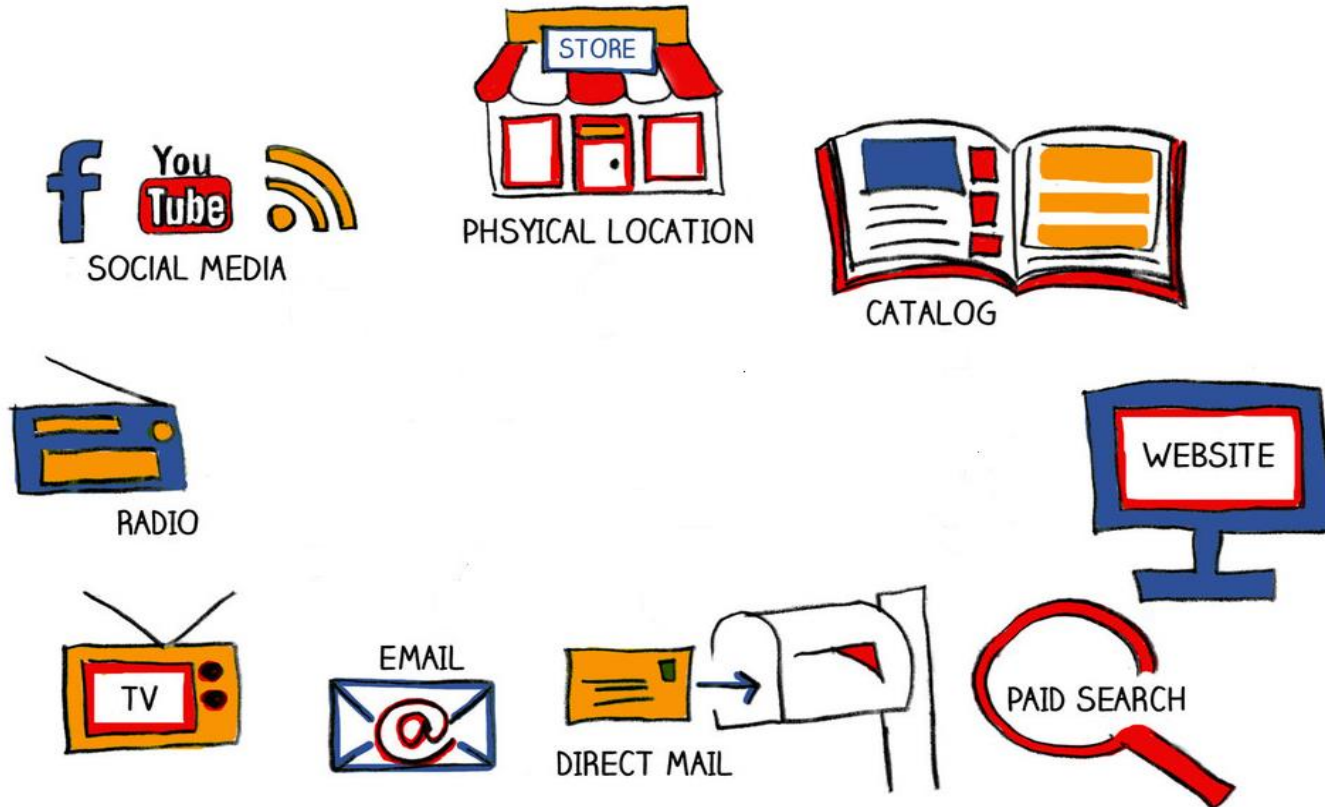 STORE
PHSYICAL LOCATION
f
You
Tube
SOCIAL MEDIA
CATALOG
RADIO
WEBSITE
TV
EMAIL
@
DIRECT MAIL
PAID SEARCH